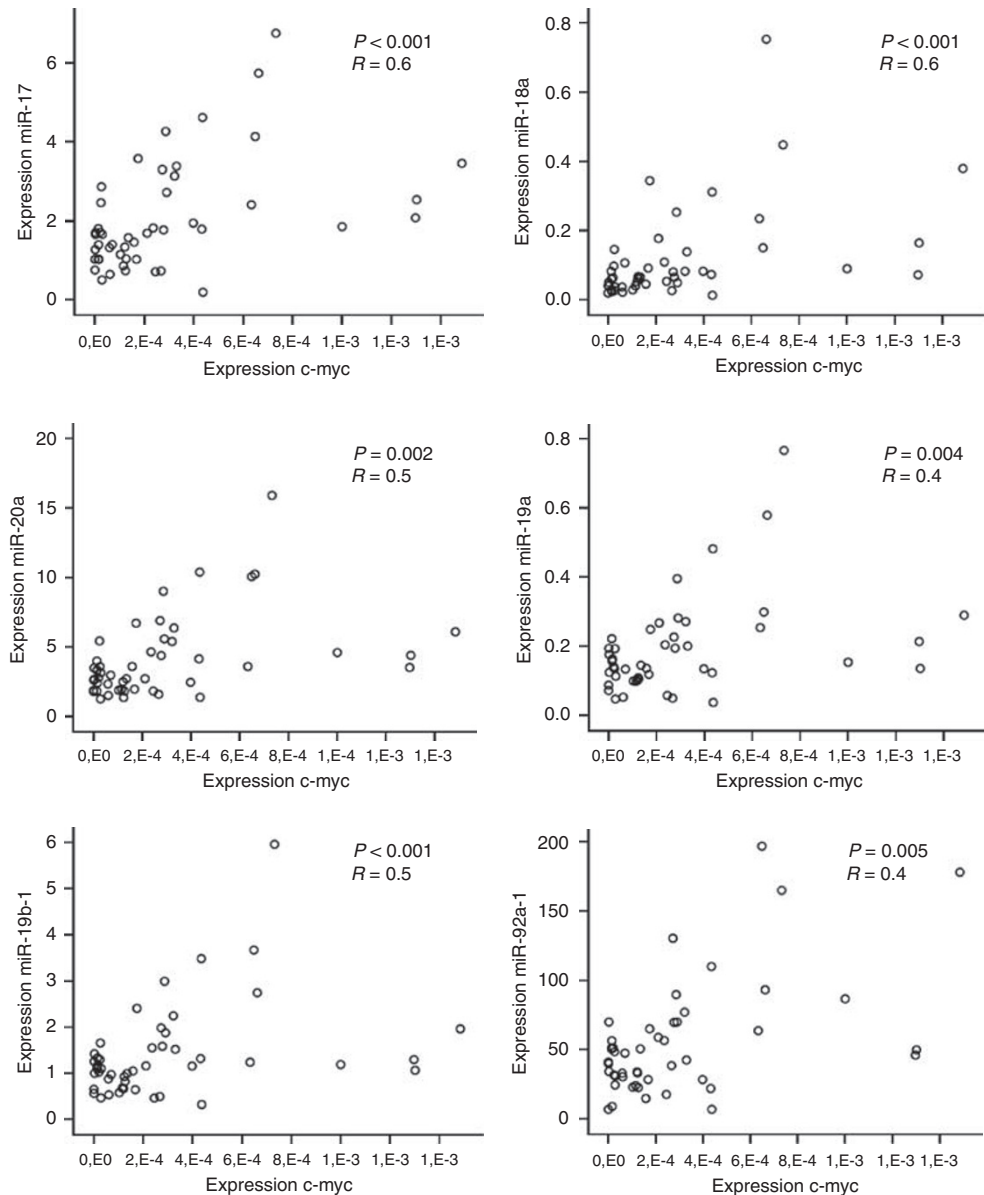 Expression miR-17
6
4
2
0
P < 0.001
R = 0.6
0,E0 2,E-4 4,E-4 6,E-4 8,E-4 1,E-3 1,E-3 1,E-3
Expression c-myc
Expression miR-18a
0.8
0.6
0.4
0.2
0.0
P < 0.001
R = 0.6
0,E0 2,E-4 4,E-4 6,E-4 8,E-4 1,E-3 1,E-3 1,E-3
Expression c-myc
Expression miR-20a
20
15
10
5
0
P = 0.002
R = 0.5
0,E0 2,E-4 4,E-4 6,E-4 8,E-4 1,E-3 1,E-3 1,E-3
Expression c-myc
Expression miR-19a
0.8
0.6
0.4
0.2
0.0
P = 0.004
R = 0.4
0,E0 2,E-4 4,E-4 6,E-4 8,E-4 1,E-3 1,E-3 1,E-3
Expression c-myc
Expression miR-19b-1
6
5
4
3
2
1
0
P < 0.001
R = 0.5
0,E0 2,E-4 4,E-4 6,E-4 8,E-4 1,E-3 1,E-3 1,E-3
Expression c-myc
Expression miR-92a-1
200
150
100
50
0
P = 0.005
R = 0.4
0,E0 2,E-4 4,E-4 6,E-4 8,E-4 1,E-3 1,E-3 1,E-3
Expression c-myc